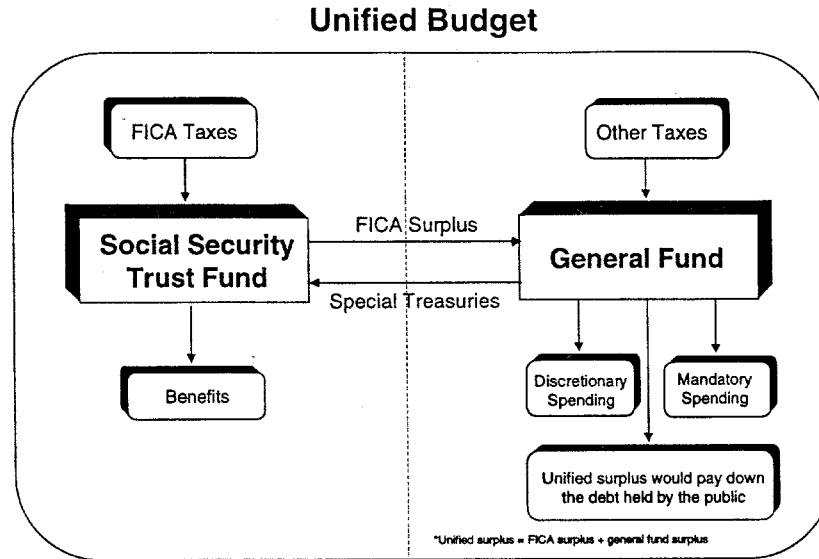 Unified Budget
FICA Taxes
Other Taxes
Social Security
Trust Fund
FICA Surplus
Special Treasuries
General Fund
Benefits
Discretionary
Spending
Mandatory
Spending
Unified surplus would pay down
the debt held by the public
*Unified surplus = FICA surplus + general fund surplus